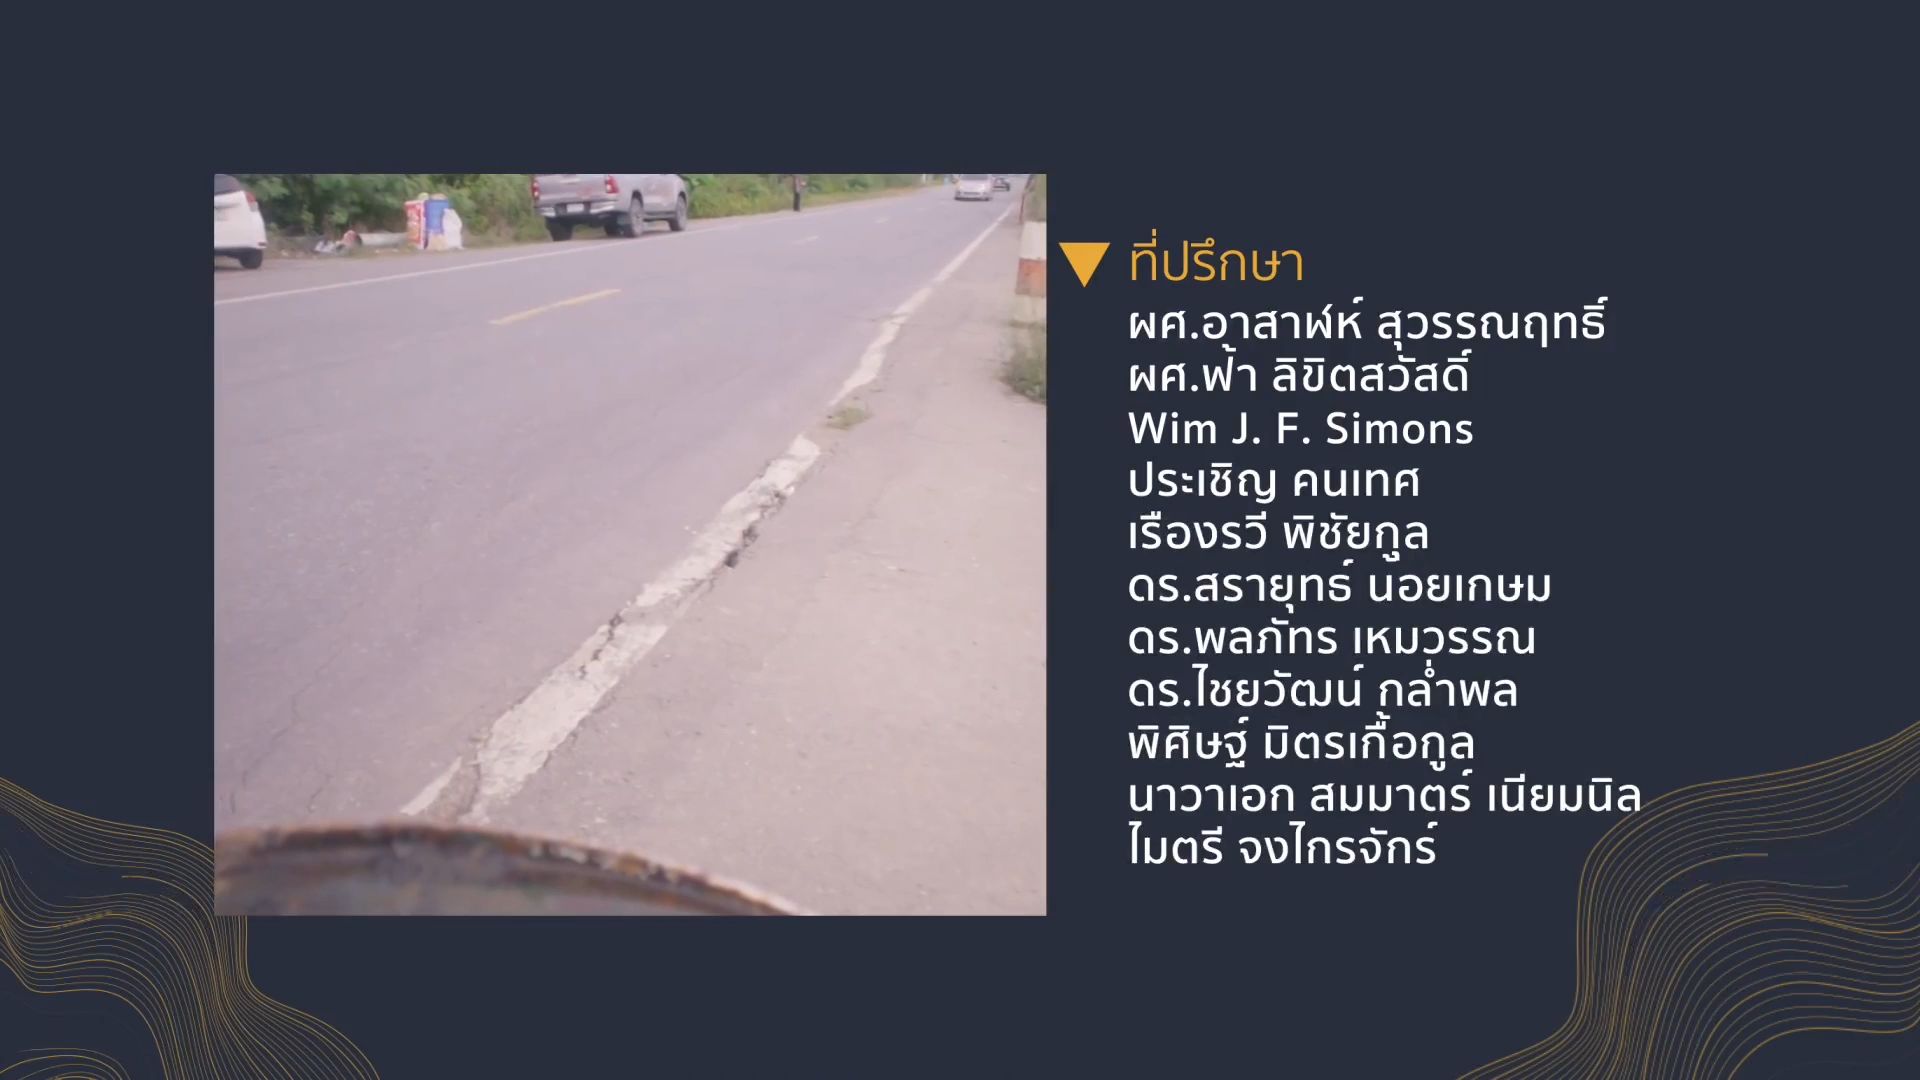 ที่ปรึกษา
ผศ.อาสาฬห์ สุวรรณฤทธิ์
ผศ.ฟ้า ลิขิตสวัสดิ์
Wim J. F. Simons
ประเชิญ คนเทศ
เรืองรวี พิชัยกุล
ดร.สรายุทธ์ น้อยเกษม
ดร.พลภัทร เหมวรรณ
ดร.ไชยวัฒน์ กล่ำพล
พิศิษฐ์ มิตรเกื้อกูล
นาวาเอก สมมาตร์ เนียมนิล
ไมตรี จงไกรจักร์